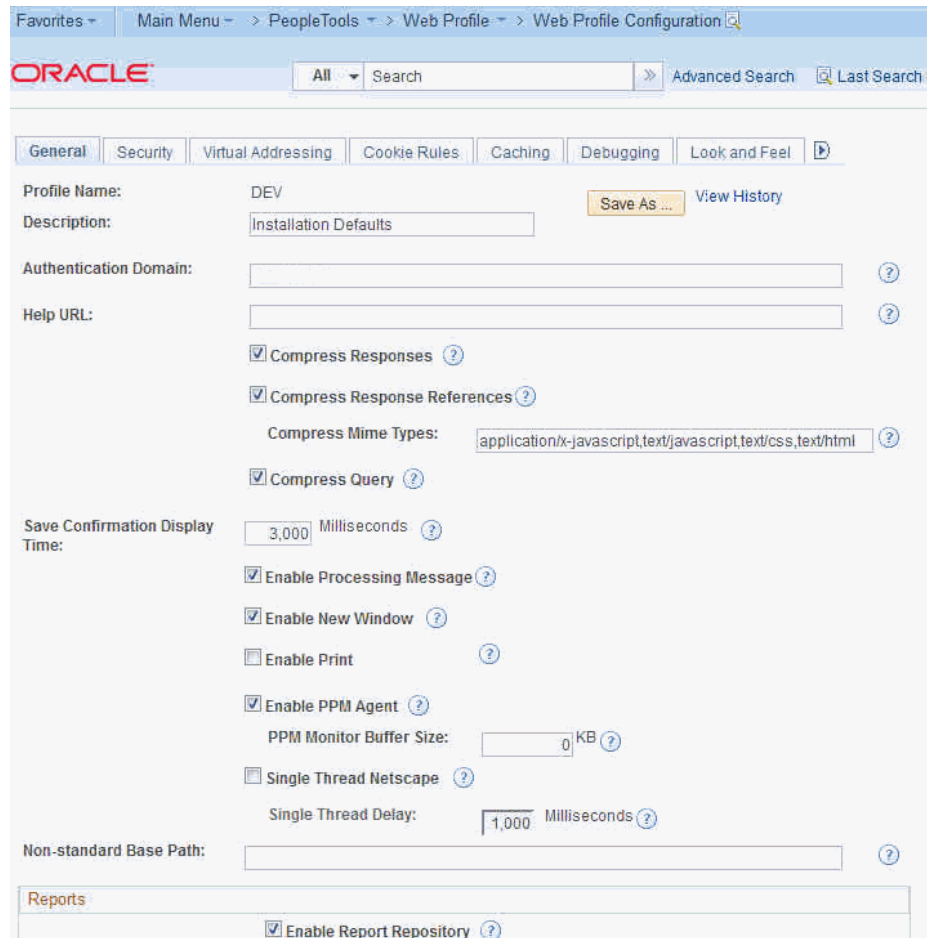 Favorites Main Menu > PeopleTools > Web Profile > Web Profile Configuration
ORACLE All Search » Advanced Search Last Search
General Security Virtual Addressing Cookie Rules Caching Debugging Look and Feel
Profile Name: DEV Save As ... View History
Description: Installation Defaults
Authentication Domain: ?
Help URL: ?
Compress Responses ?
Compress Response References ?
Compress Mime Types: application/x-javascript,text/javascript,text/css,text/html ?
Compress Query ?
Save Confirmation Display
Time: 3,000 Milliseconds ?
Enable Processing Message ?
Enable New Window ?
Enable Print ?
Enable PPM Agent ?
PPM Monitor Buffer Size: 0 KB ?
Single Thread Netscape ?
Single Thread Delay: 1,000 Milliseconds ?
Non-standard Base Path: ?
Reports
Enable Report Repository ?